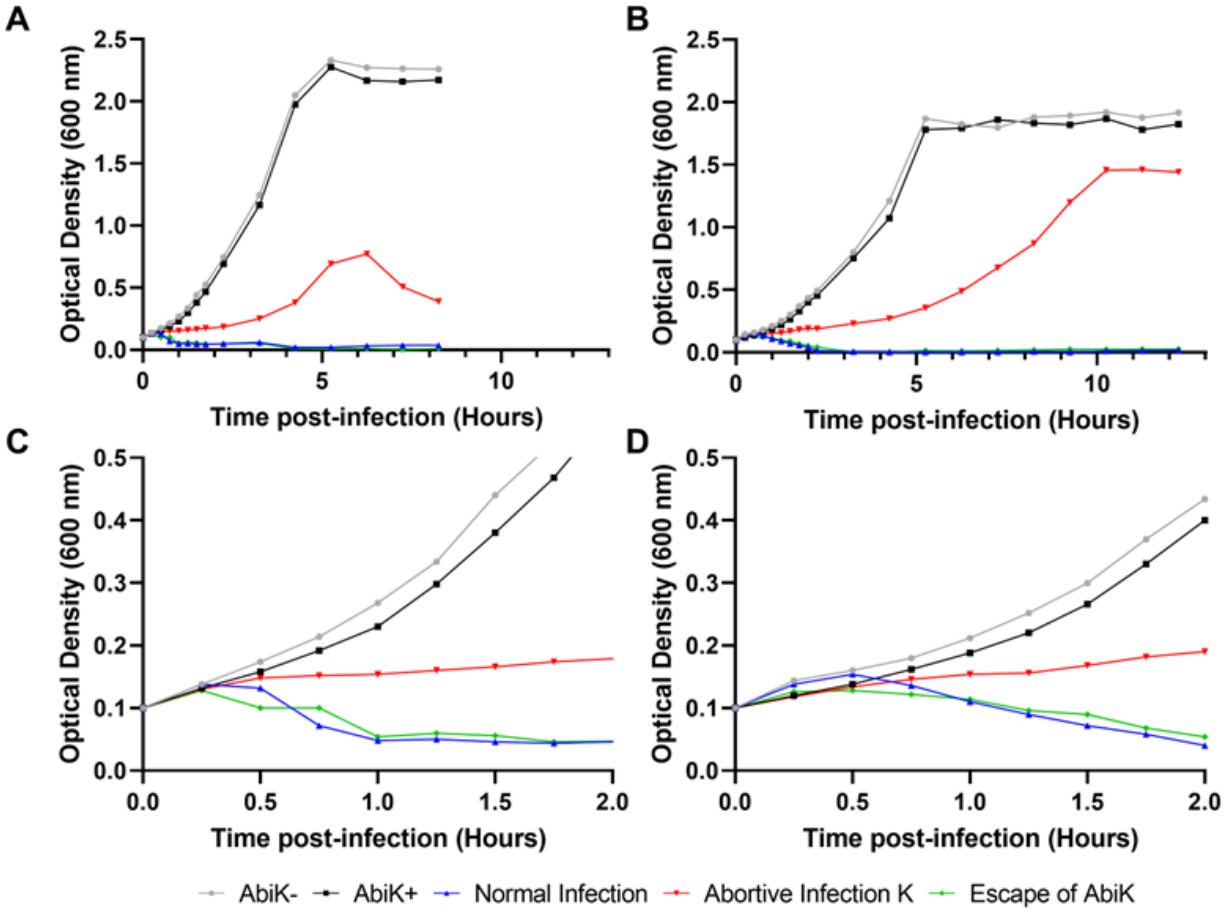 A
B
Optical Density (600 nm)
2.5
2.0
1.5
1.0
0.5
0.0
0 5 10
Time post-infection (Hours)
Optical Density (600 nm)
2.5
2.0
1.5
1.0
0.5
0.0
0 5 10
Time post-infection (Hours)
C
D
Optical Density (600 nm)
0.5
0.4
0.3
0.2
0.1
0.0
0.0 0.5 1.0 1.5 2.0
Time post-infection (Hours)
Optical Density (600 nm)
0.5
0.4
0.3
0.2
0.1
0.0
0.0 0.5 1.0 1.5 2.0
Time post-infection (Hours)
AbiK- AbiK+ Normal Infection Abortive Infection K Escape of AbiK